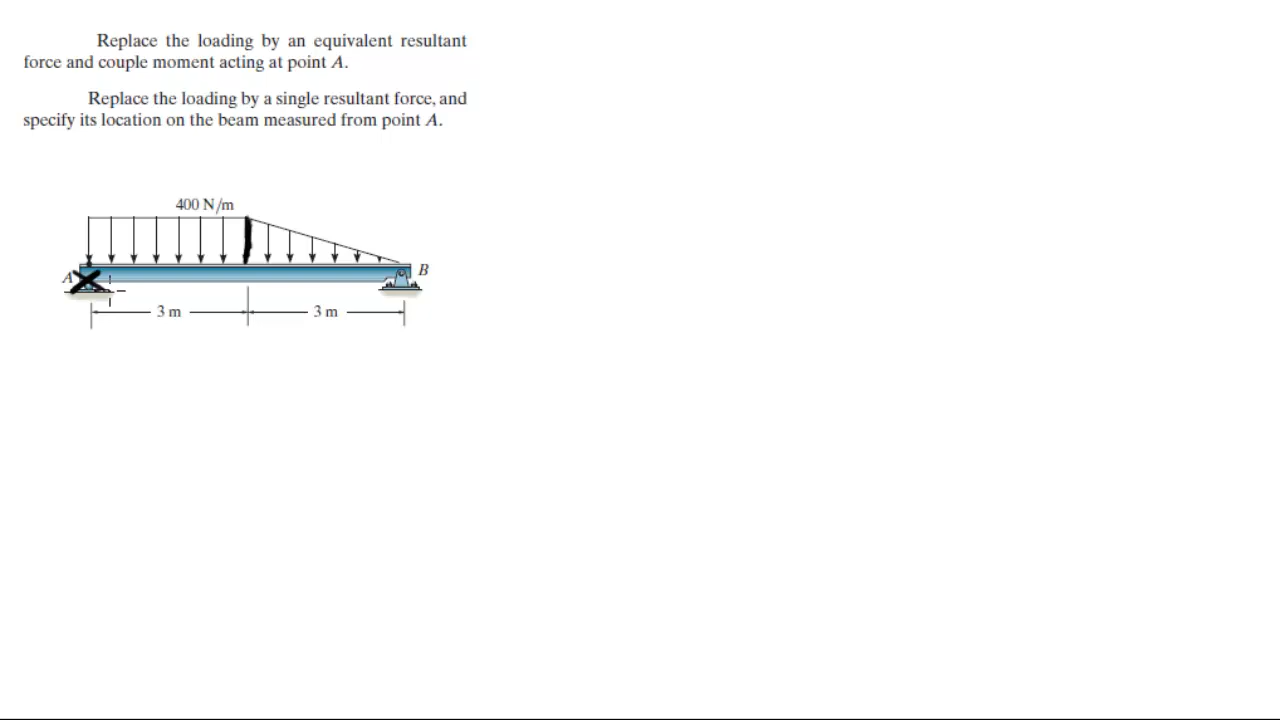 Replace the loading by an equivalent resultant
force and couple moment acting at point A.
Replace the loading by a single resultant force, and
specify its location on the beam measured from point A.
400 N/m
A
B
3 m
3 m